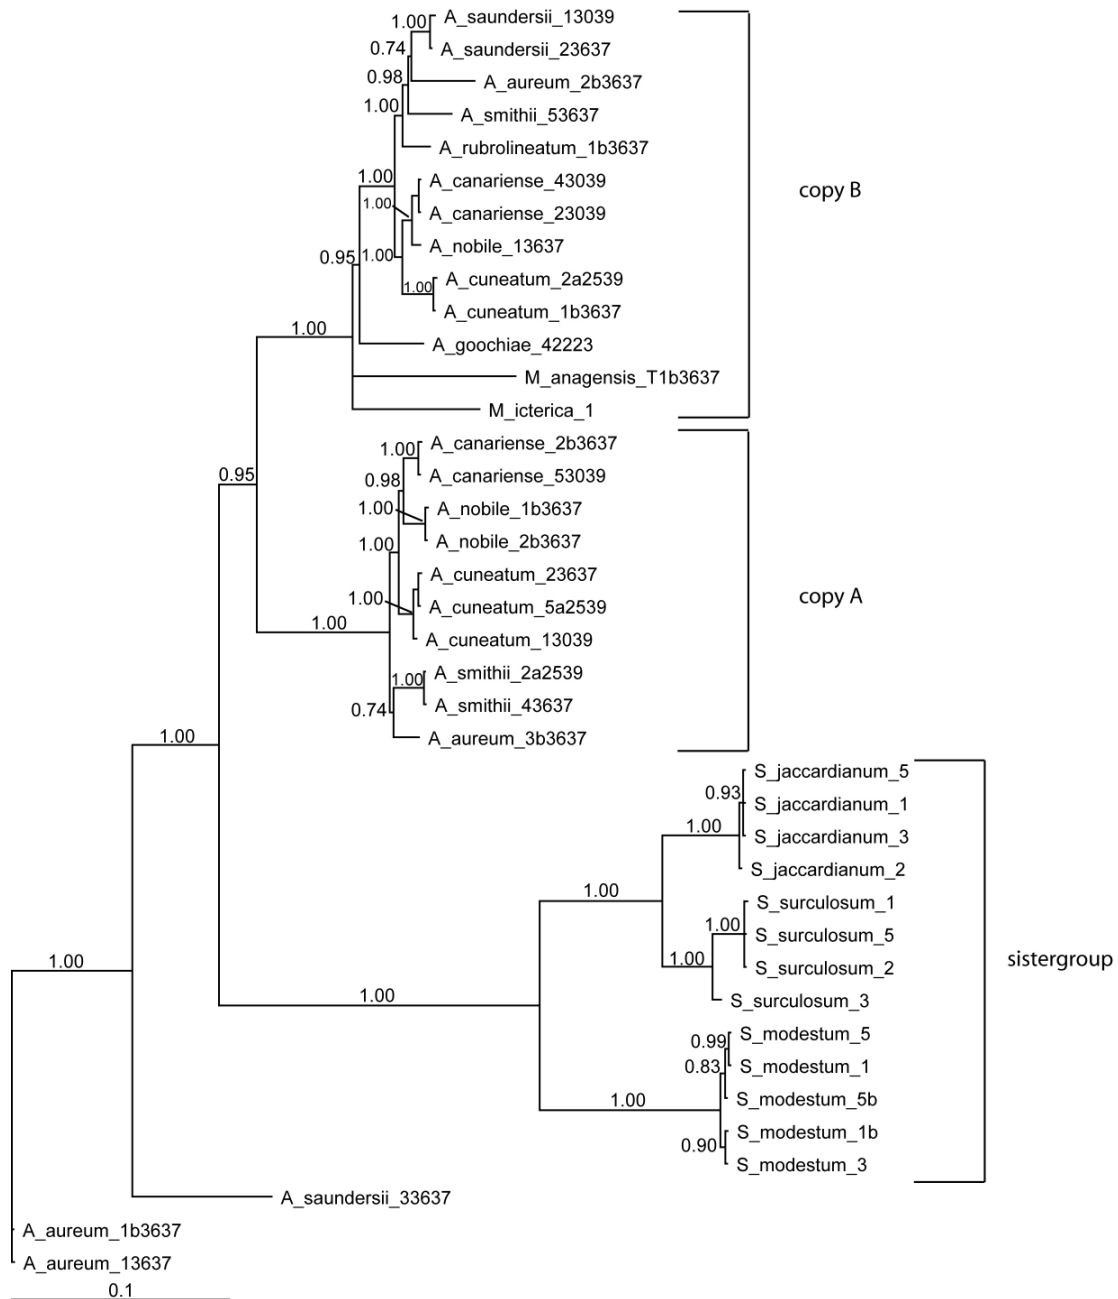 1.00
A_saundersii_13039
0.74
A_saundersii_23637
0.98
A_aureum_2b3637
1.00
A_smithii_53637
A_rubrolineatum_1b3637
1.00
A_canariense_43039
1.00
A_canariense_23039
copy B
0.95
1.00
A_nobile_13637
A_cuneatum_2a2539
1.00
A_cuneatum_1b3637
1.00
A_goochiae_42223
M_anagensis_T1b3637
M_icterica_1
1.00
A_canariense_2b3637
0.95
0.98
A_canariense_53039
1.00
A_nobile_1b3637
1.00
A_nobile_2b3637
A_cuneatum_23637
1.00
A_cuneatum_5a2539
copy A
1.00
A_cuneatum_13039
1.00
A_smithii_2a2539
0.74
A_smithii_43637
1.00
A_aureum_3b3637
S_jaccardianum_5
0.93
S_jaccardianum_1
1.00
S_jaccardianum_3
S_jaccardianum_2
1.00
S_surculosum_1
1.00
S_surculosum_5
1.00
1.00
S_surculosum_2
sistergroup
1.00
S_surculosum_3
0.99
S_modestum_5
0.83
S_modestum_1
1.00
S_modestum_5b
0.90
S_modestum_1b
S_modestum_3
A_saundersii_33637
A_aureum_1b3637
A_aureum_13637
0.1